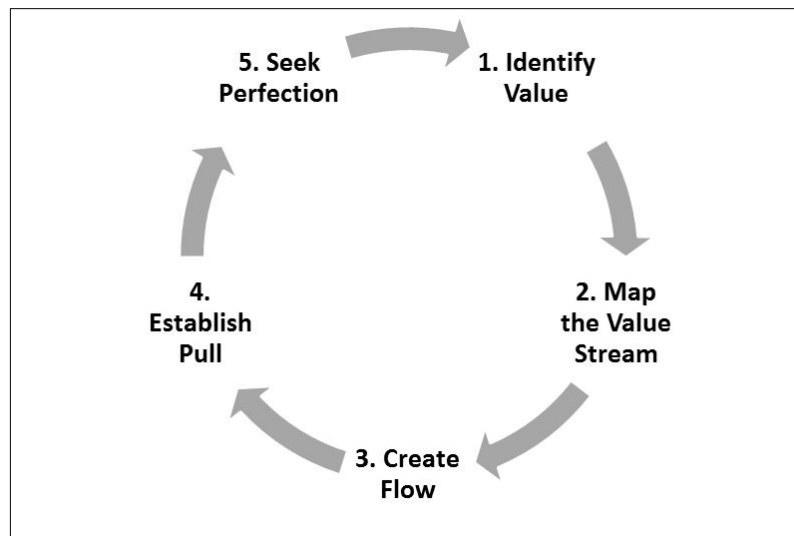 1. Identify
Value
2. Map
the Value
Stream
3. Create
Flow
4.
Establish
Pull
5. Seek
Perfection